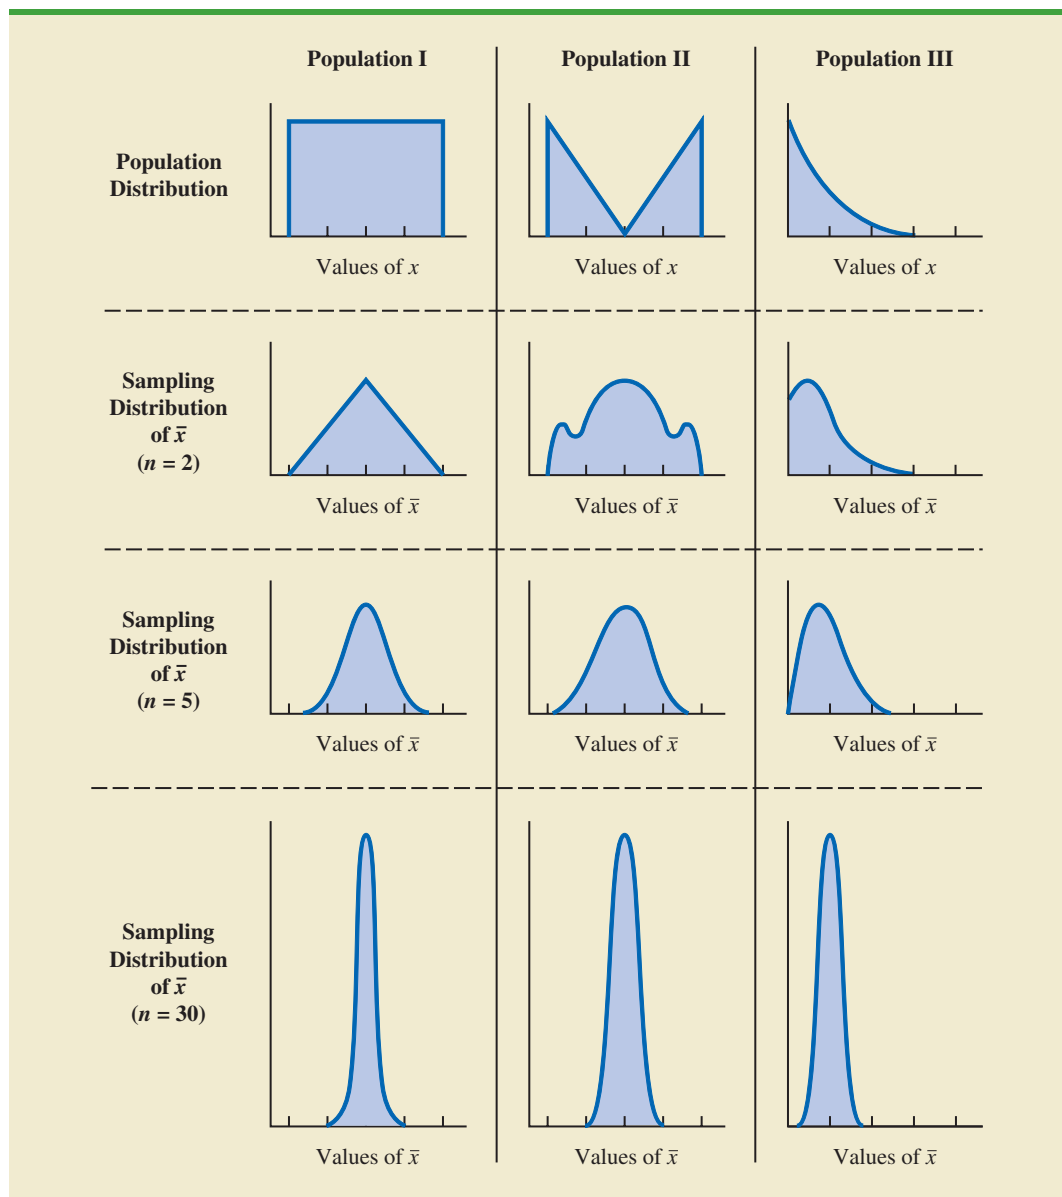 Population I
Population II
Population III
Population
Distribution
Values of x
Values of x
Values of x
Sampling
Distribution
of x̄
(n = 2)
Values of x̄
Values of x̄
Values of x̄
Sampling
Distribution
of x̄
(n = 5)
Values of x̄
Values of x̄
Values of x̄
Sampling
Distribution
of x̄
(n = 30)
Values of x̄
Values of x̄
Values of x̄